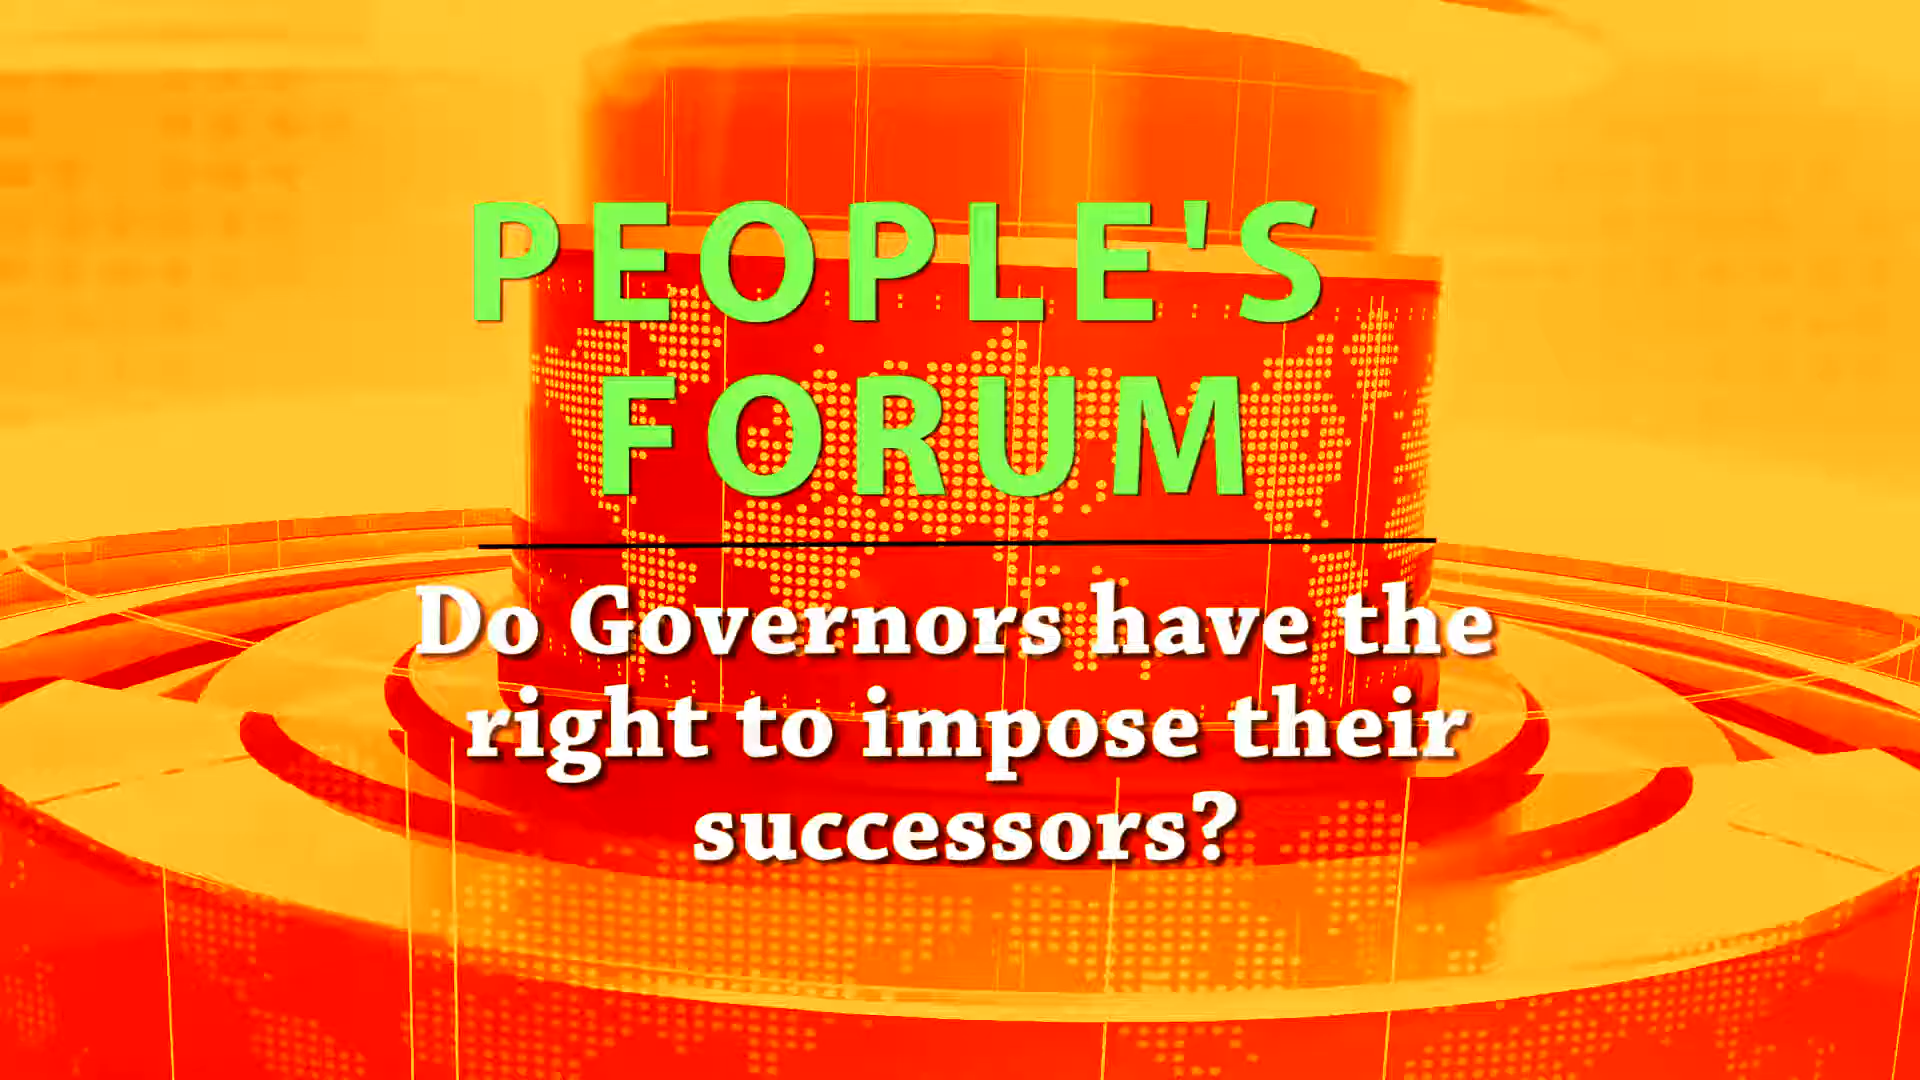 PEOPLE'S
FORUM
Do Governors have the
right to impose their
successors?